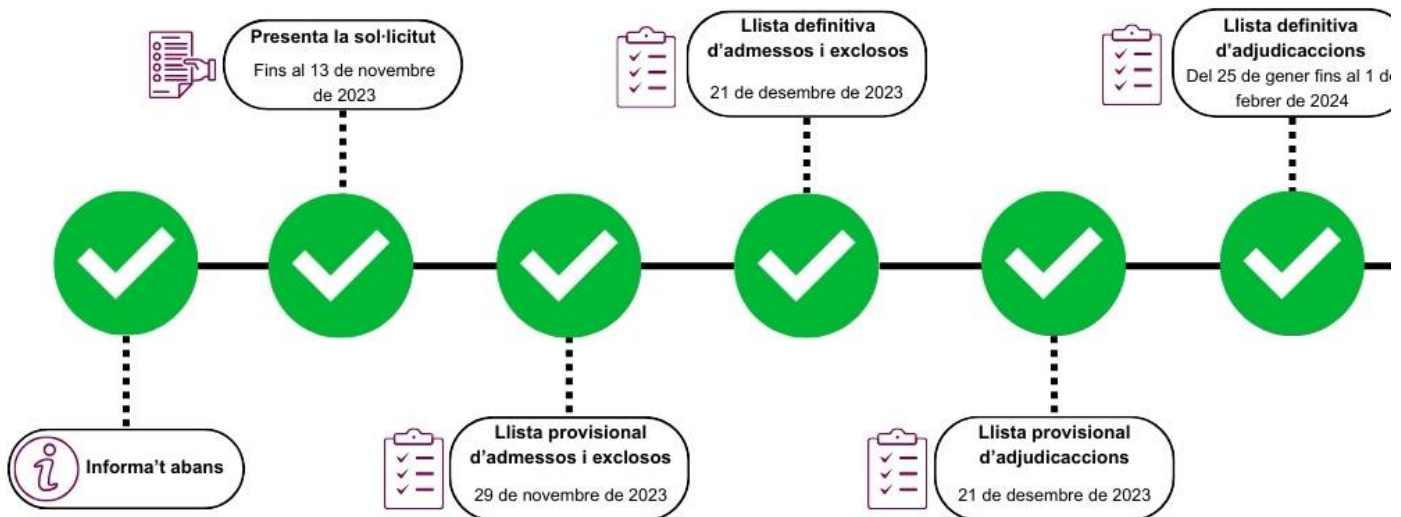 Presenta la sol·licitut
Fins al 13 de novembre
de 2023
Llista definitiva
d'admessos i exclosos
21 de desembre de 2023
Llista definitiva
d'adjudicaccions
Del 25 de gener fins al 1 de
febrer de 2024
Informa't abans
Llista provisional
d'admessos i exclosos
29 de novembre de 2023
Llista provisional
d'adjudicaccions
21 de desembre de 2023